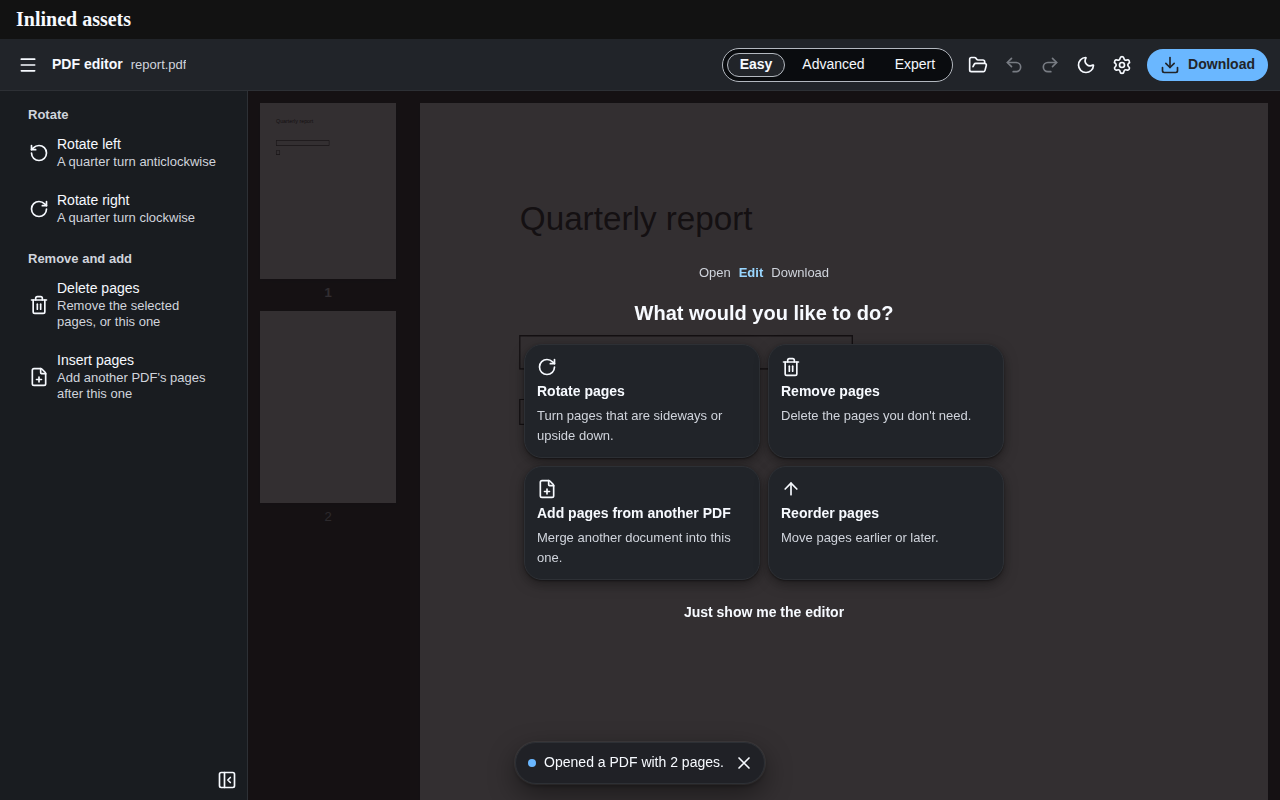 Inlined assets
PDF editor report.pdf
Easy Advanced Expert
Download
Rotate
Rotate left
A quarter turn anticlockwise
Rotate right
A quarter turn clockwise
Remove and add
Delete pages
Remove the selected
pages, or this one
Insert pages
Add another PDF's pages
after this one
Quarterly report
1
2
Quarterly report
Open Edit Download
What would you like to do?
Rotate pages
Turn pages that are sideways or
upside down.
Remove pages
Delete the pages you don't need.
Add pages from another PDF
Merge another document into this
one.
Reorder pages
Move pages earlier or later.
Just show me the editor
Opened a PDF with 2 pages.